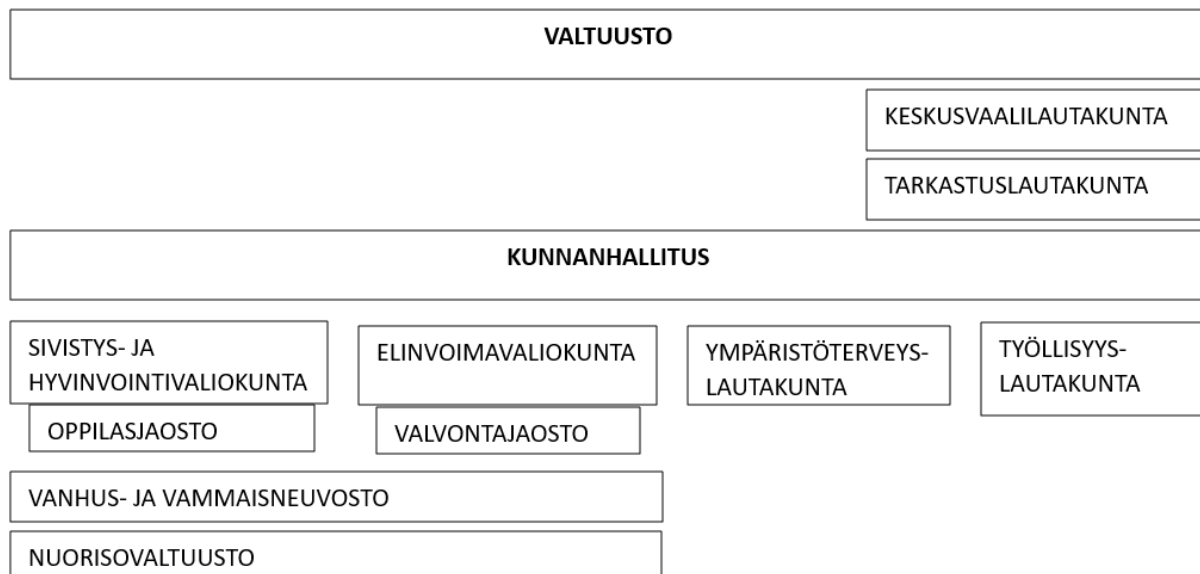 VALTUUSTO
KESKUSVAALILAUTAKUNTA
TARKASTUSLAUTAKUNTA
KUNNANHALLITUS
SIVISTYS- JA
HYVINVOINTIVALIOKUNTA
OPPILASJAOSTO
ELINVOIMAVALIOKUNTA
VALVONTAJAOSTO
YMPÄRISTÖTERVEYS-
LAUTAKUNTA
TYÖLLISYYS-
LAUTAKUNTA
VANHUS- JA VAMMAISNEUVOSTO
NUORISOVALTUUSTO